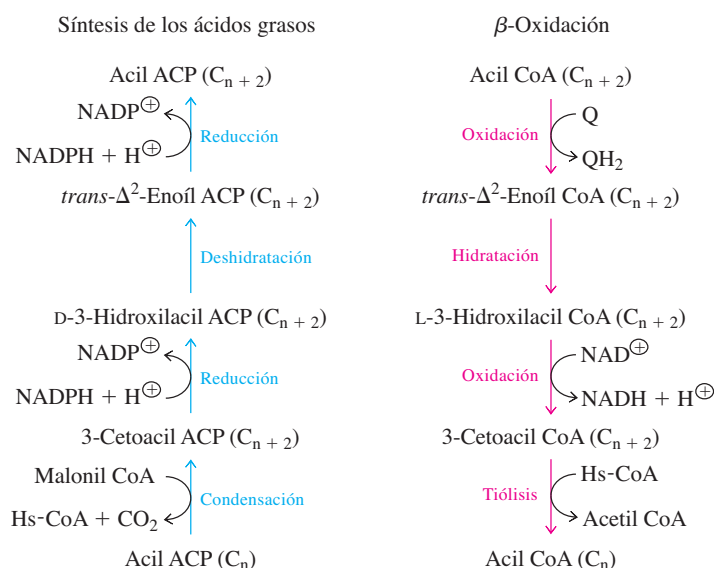 Síntesis de los ácidos grasos
Acil ACP (Cn + 2)
NADP⊕
Reducción
NADPH + H⊕
trans-Δ²-Enoíl ACP (Cn + 2)
Deshidratación
D-3-Hidroxilacil ACP (Cn + 2)
NADP⊕
Reducción
NADPH + H⊕
3-Cetoacil ACP (Cn + 2)
Malonil CoA
Condensación
Hs-CoA + CO₂
Acil ACP (Cn)
β-Oxidación
Acil CoA (Cn + 2)
Q
Oxidación
QH₂
trans-Δ²-Enoíl CoA (Cn + 2)
Hidratación
L-3-Hidroxilacil CoA (Cn + 2)
NAD⊕
Oxidación
NADH + H⊕
3-Cetoacil CoA (Cn + 2)
Hs-CoA
Tiólisis
Acetil CoA
Acil CoA (Cn)